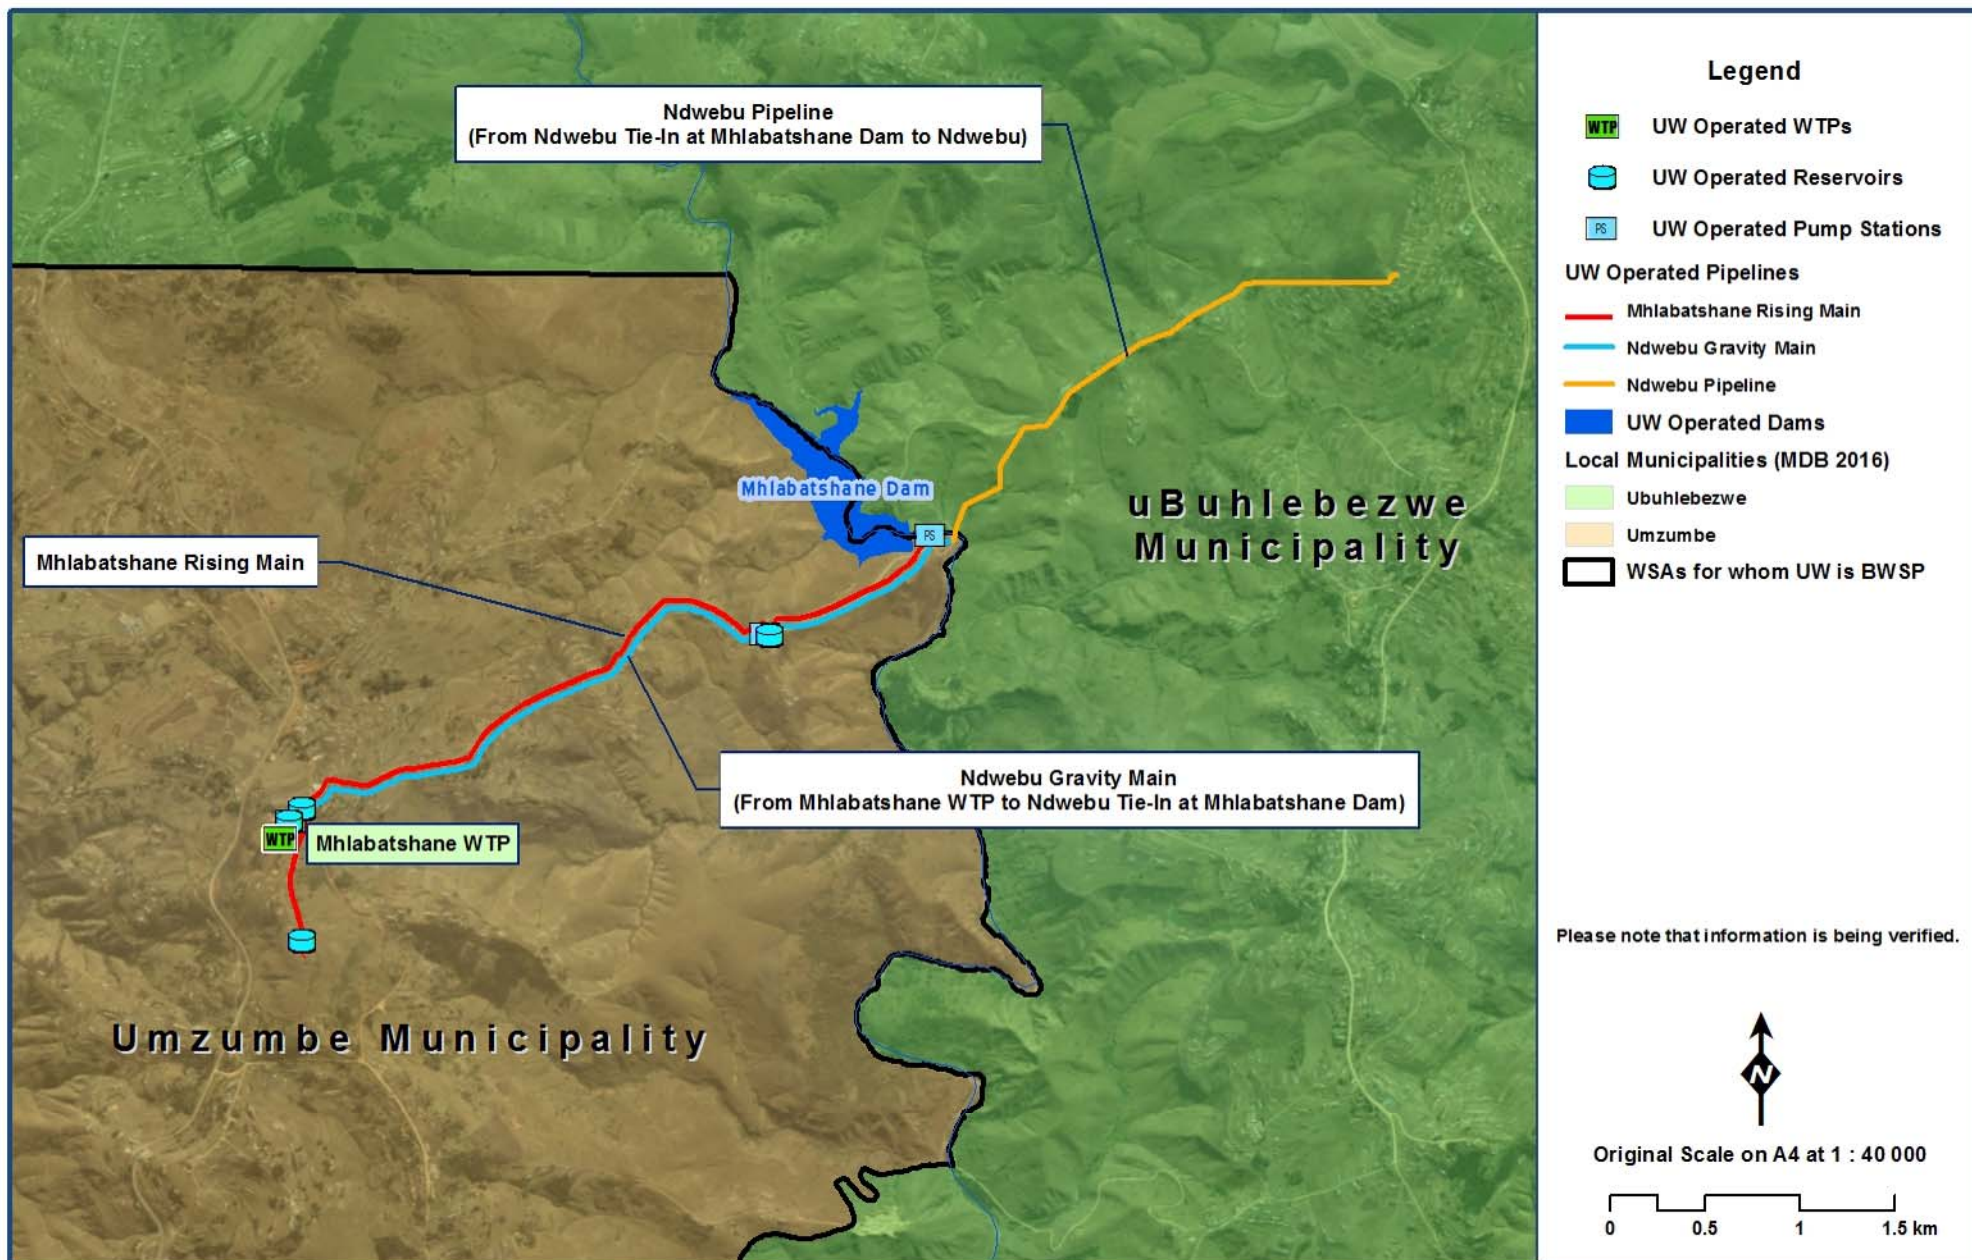 Ndwebu Pipeline
(From Ndwebu Tie-In at Mhlabatshane Dam to Ndwebu)
Mhlabatshane Dam
uBuhlebezwe
Municipality
PS
Mhlabatshane Rising Main
Ndwebu Gravity Main
(From Mhlabatshane WTP to Ndwebu Tie-In at Mhlabatshane Dam)
WTP
Mhlabatshane WTP
Umzumbe Municipality
Legend
WTP UW Operated WTPs
UW Operated Reservoirs
PS UW Operated Pump Stations
UW Operated Pipelines
Mhlabatshane Rising Main
Ndwebu Gravity Main
Ndwebu Pipeline
UW Operated Dams
Local Municipalities (MDB 2016)
Ubuhlebezwe
Umzumbe
WSAs for whom UW is BWSP
Please note that information is being verified.
N
Original Scale on A4 at 1 : 40 000
0 0.5 1 1.5 km